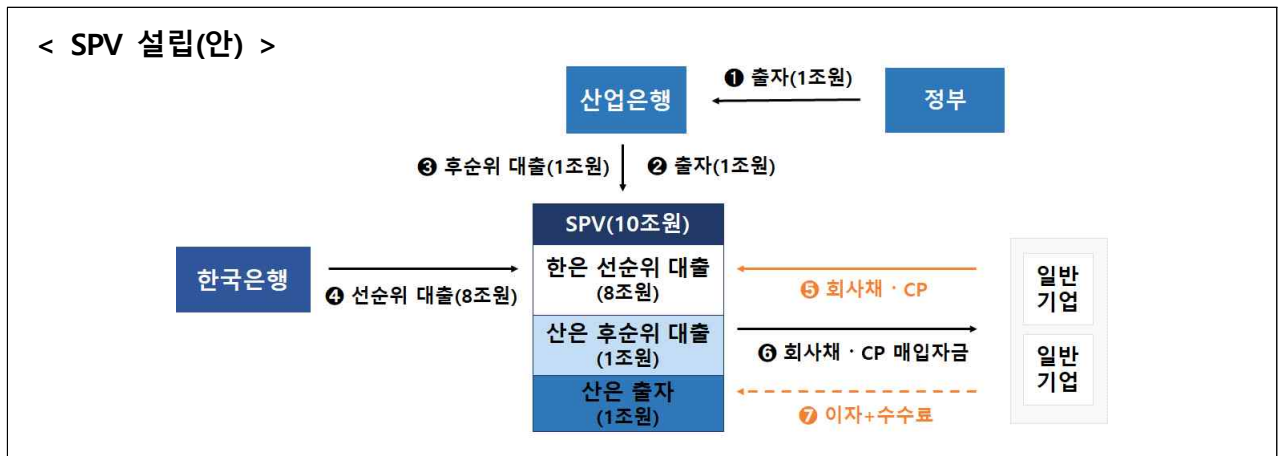 < SPV 설립(안) >
❶ 출자(1조원)
산업은행
정부
❸ 후순위 대출(1조원)
❷ 출자(1조원)
SPV(10조원)
한국은행
❹ 선순위 대출(8조원)
한은 선순위 대출
(8조원)
산은 후순위 대출
(1조원)
산은 출자
(1조원)
❺ 회사채 · CP
❻ 회사채 · CP 매입자금
❼ 이자+수수료
일반
기업
일반
기업